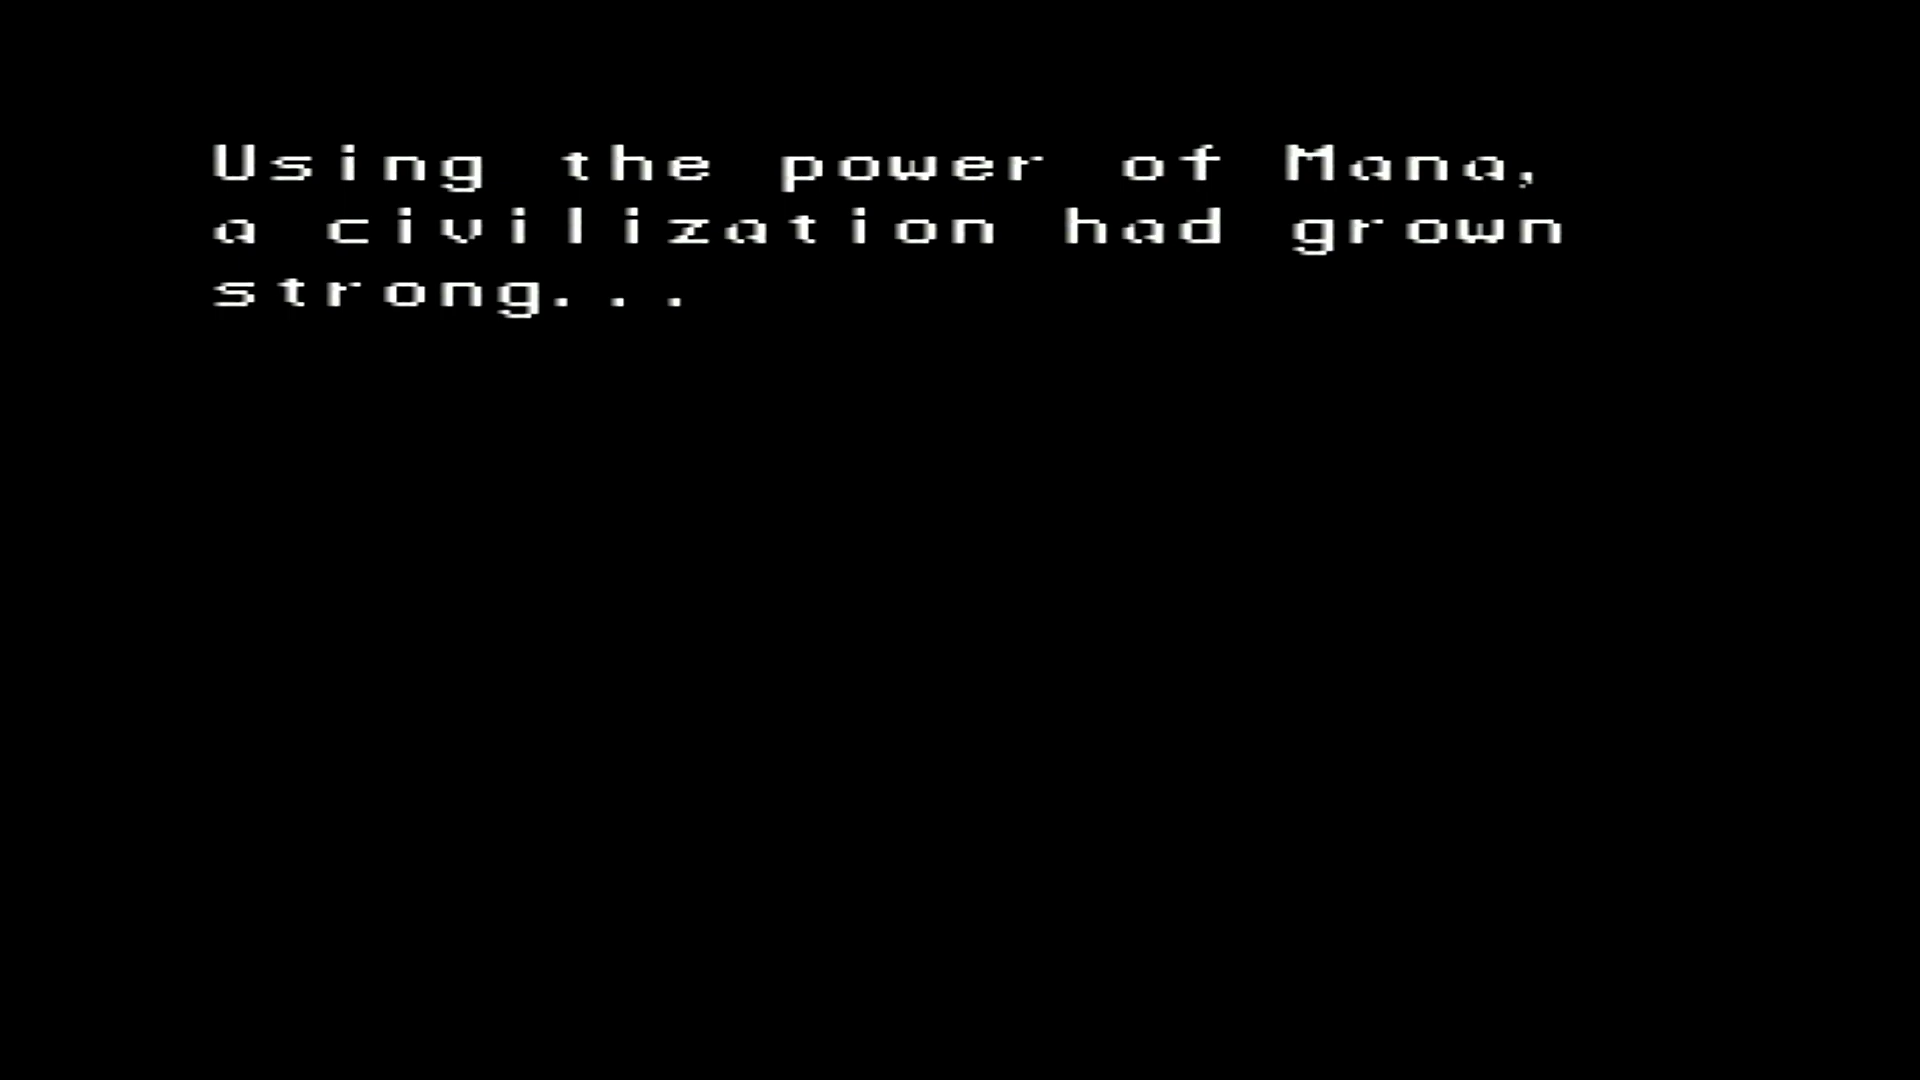 Using the power of Mana,
a civilization had grown
strong...